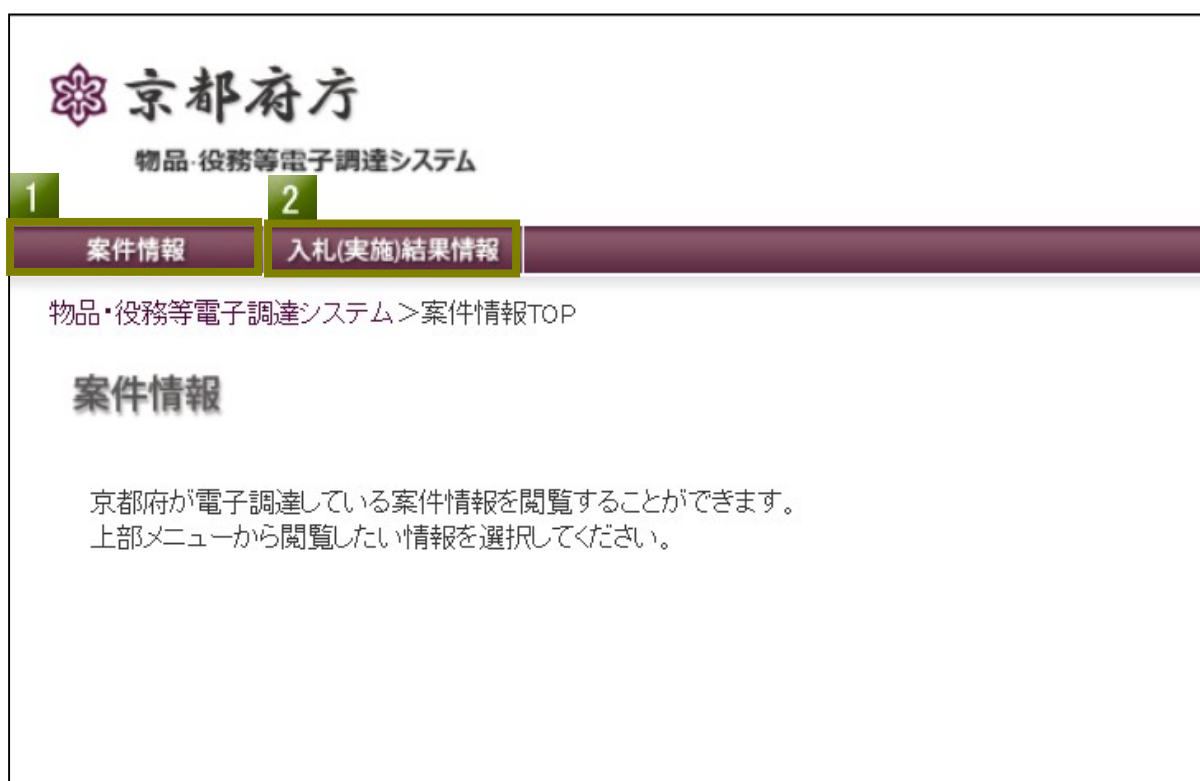 京都府庁
物品・役務等電子調達システム
1 2
案件情報 入札(実施)結果情報
物品・役務等電子調達システム＞案件情報TOP
案件情報
京都府が電子調達している案件情報を閲覧することができます。
上部メニューから閲覧したい情報を選択してください。